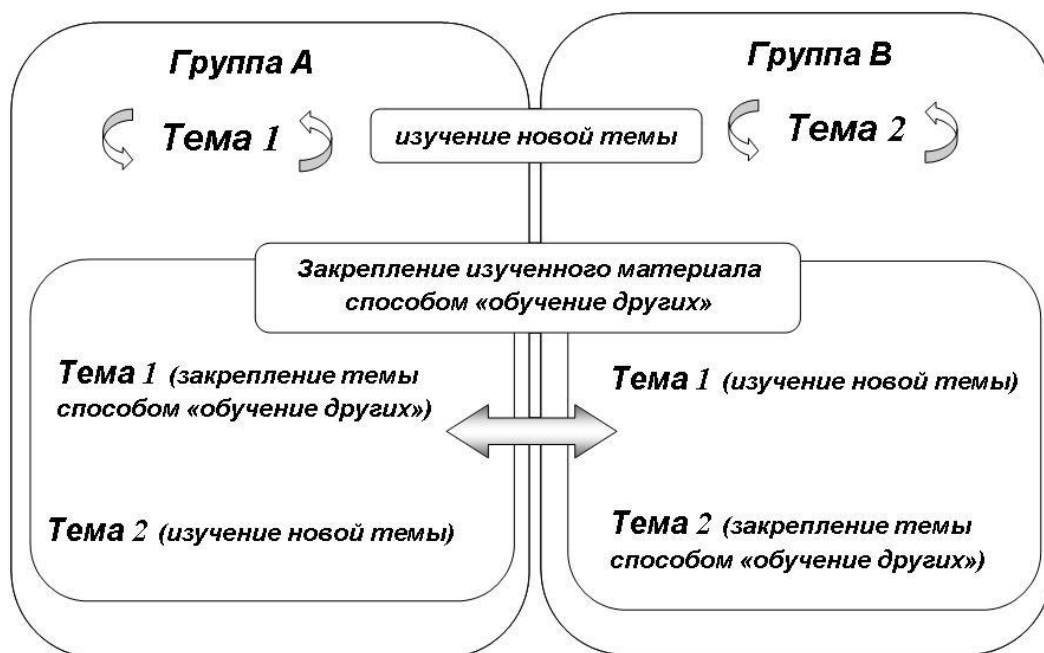 Группа А
Группа В
Тема 1
изучение новой темы
Тема 2
Закрепление изученного материала
способом «обучение других»
Тема 1 (закрепление темы
способом «обучение других»)
Тема 2 (изучение новой темы)
Тема 1 (изучение новой темы)
Тема 2 (закрепление темы
способом «обучение других»)